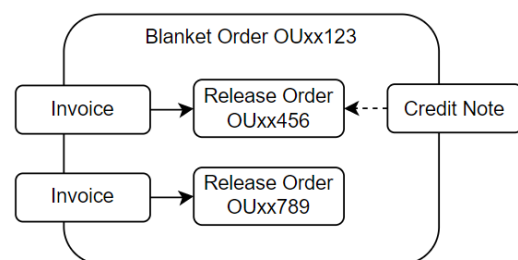 Blanket Order OUxx123
Invoice
Release Order
OUxx456
Credit Note
Invoice
Release Order
OUxx789